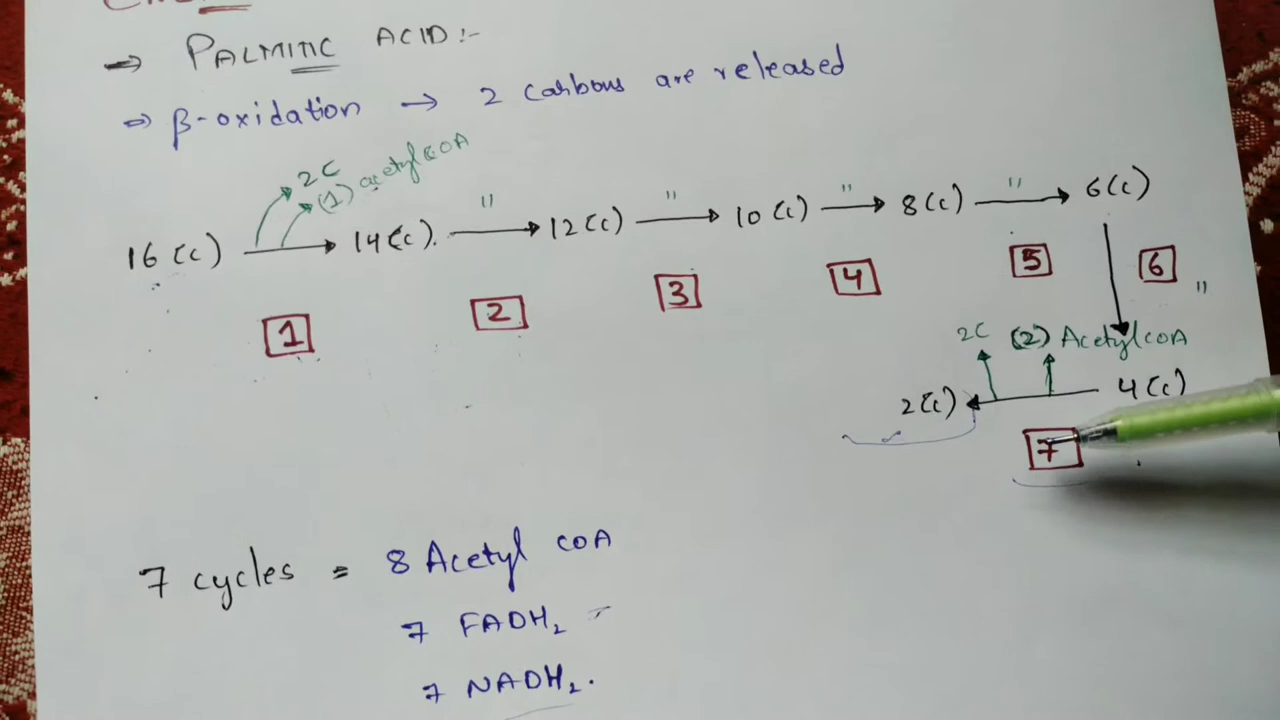 → PALMITIC ACID:-
⇒ β-oxidation → 2 carbons are released
2C
(1) acetyl COA
16 (c) → 14 (c). " → 12 (c) " → 10 (c) " → 8 (c) " → 6 (c)
1 2 3 4 5 6 "
2C (2) Acetyl COA
2 (c) ← 4 (c)
7
7 cycles = 8 Acetyl COA
7 FADH₂
7 NADH₂.